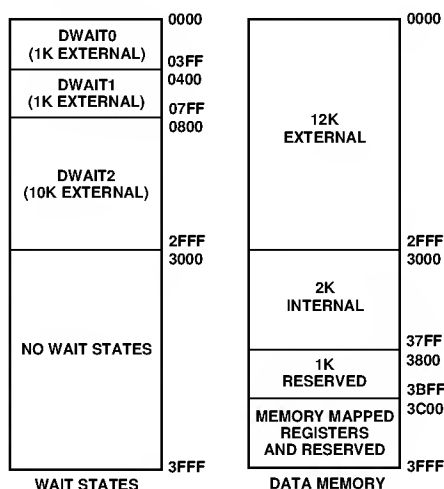 0000
DWAIT0
(1K EXTERNAL)
03FF
0400
DWAIT1
(1K EXTERNAL)
07FF
0800
DWAIT2
(10K EXTERNAL)
2FFF
3000
NO WAIT STATES
3FFF
WAIT STATES
0000
12K
EXTERNAL
2FFF
3000
2K
INTERNAL
37FF
3800
1K
RESERVED
3BFF
3C00
MEMORY MAPPED
REGISTERS
AND RESERVED
3FFF
DATA MEMORY